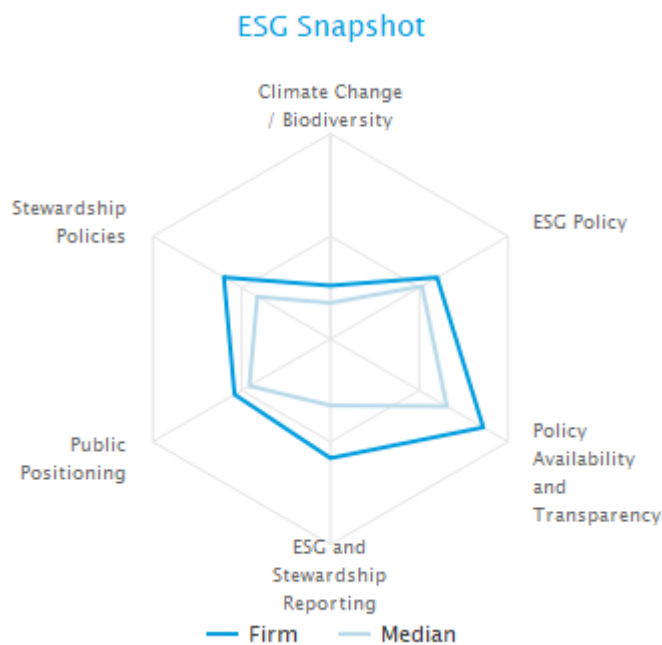 ESG Snapshot
Climate Change
/ Biodiversity
ESG Policy
Policy
Availability
and
Transparency
ESG and
Stewardship
Reporting
Public
Positioning
Stewardship
Policies
Firm
Median